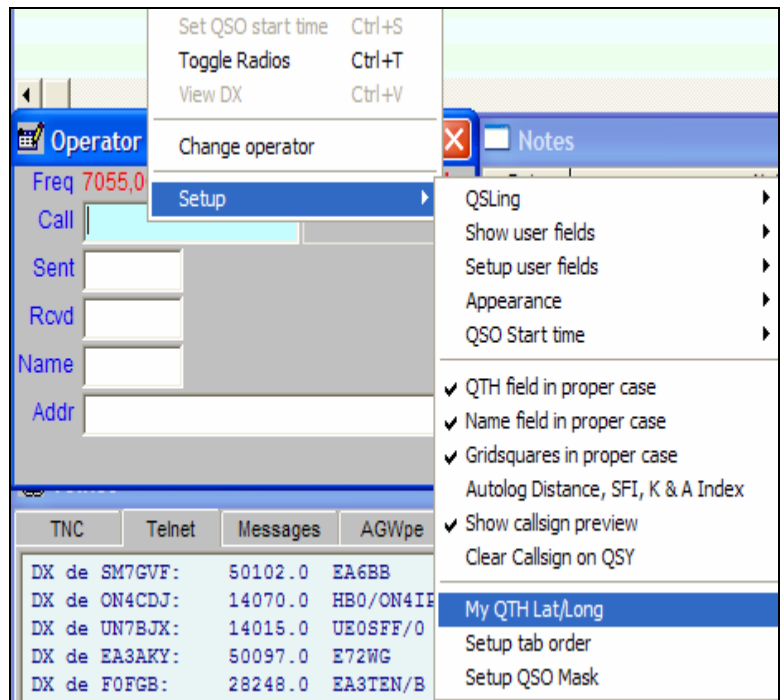 Set QSO start time Ctrl+S
Toggle Radios Ctrl+T
View DX Ctrl+V
Change operator
Setup
Operator
Notes
Freq 7055,0
Call
Sent
Rcvd
Name
Addr
QSLing
Show user fields
Setup user fields
Appearance
QSO Start time
QTH field in proper case
Name field in proper case
Gridsquares in proper case
Autolog Distance, SFI, K & A Index
Show callsign preview
Clear Callsign on QSY
My QTH Lat/Long
Setup tab order
Setup QSO Mask
TNC Telnet Messages AGWpe
DX de SM7GVF: 50102.0 EA6BB
DX de ON4CDJ: 14070.0 HB0/ON4IP
DX de UN7BJX: 14015.0 UE0SFF/0
DX de EA3AKY: 50097.0 E72WG
DX de F0FGB: 28248.0 EA3TEN/B